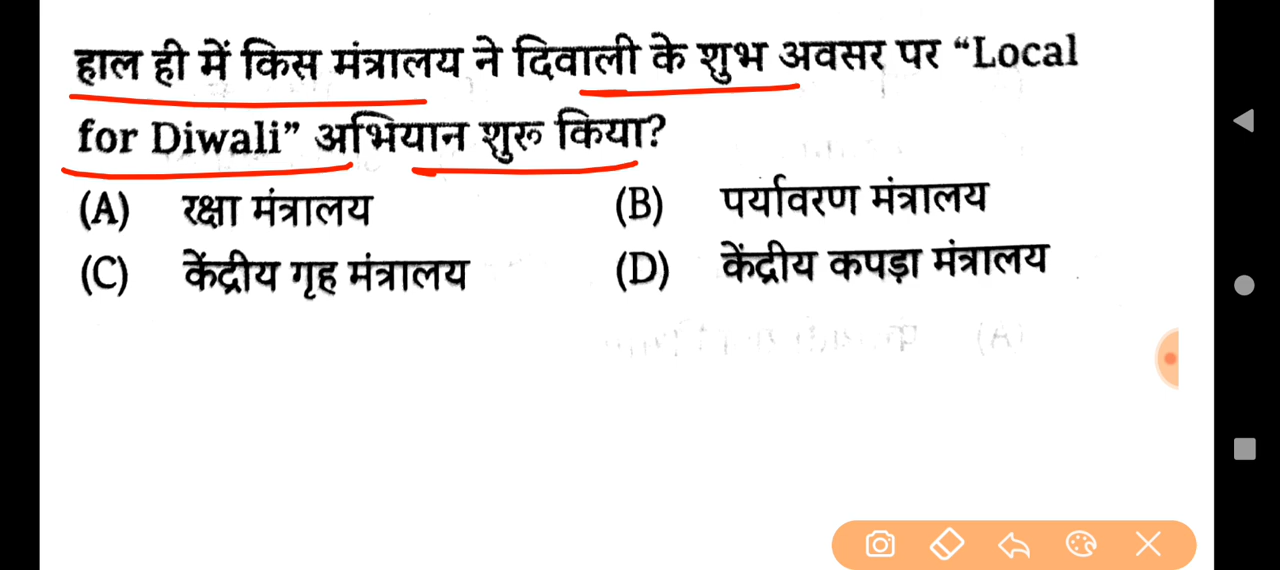 हाल ही में किस मंत्रालय ने दिवाली के शुभ अवसर पर “Local
for Diwali” अभियान शुरू किया?
(A) रक्षा मंत्रालय (B) पर्यावरण मंत्रालय
(C) केंद्रीय गृह मंत्रालय (D) केंद्रीय कपड़ा मंत्रालय